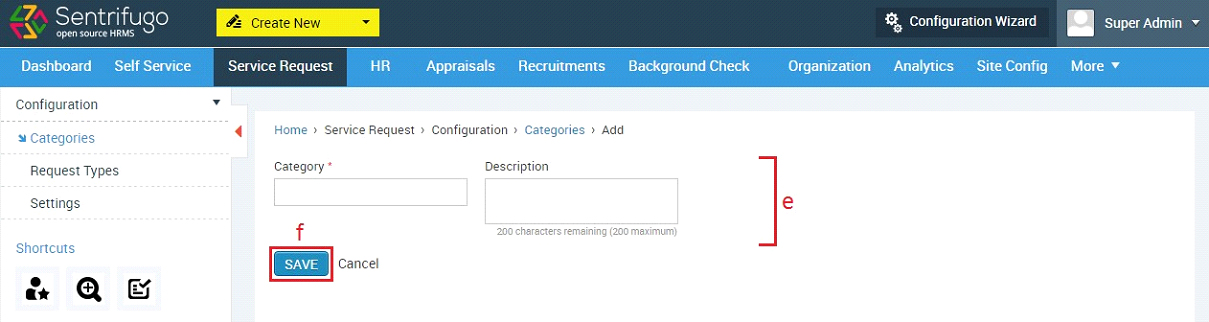 Sentrifugo
open source HRMS
Create New
Configuration Wizard
Super Admin
Dashboard Self Service Service Request HR Appraisals Recruitments Background Check Organization Analytics Site Config More
Configuration
Categories
Request Types
Settings
Shortcuts
Home › Service Request › Configuration › Categories › Add
Category * Description
200 characters remaining (200 maximum)
e
f
SAVE Cancel